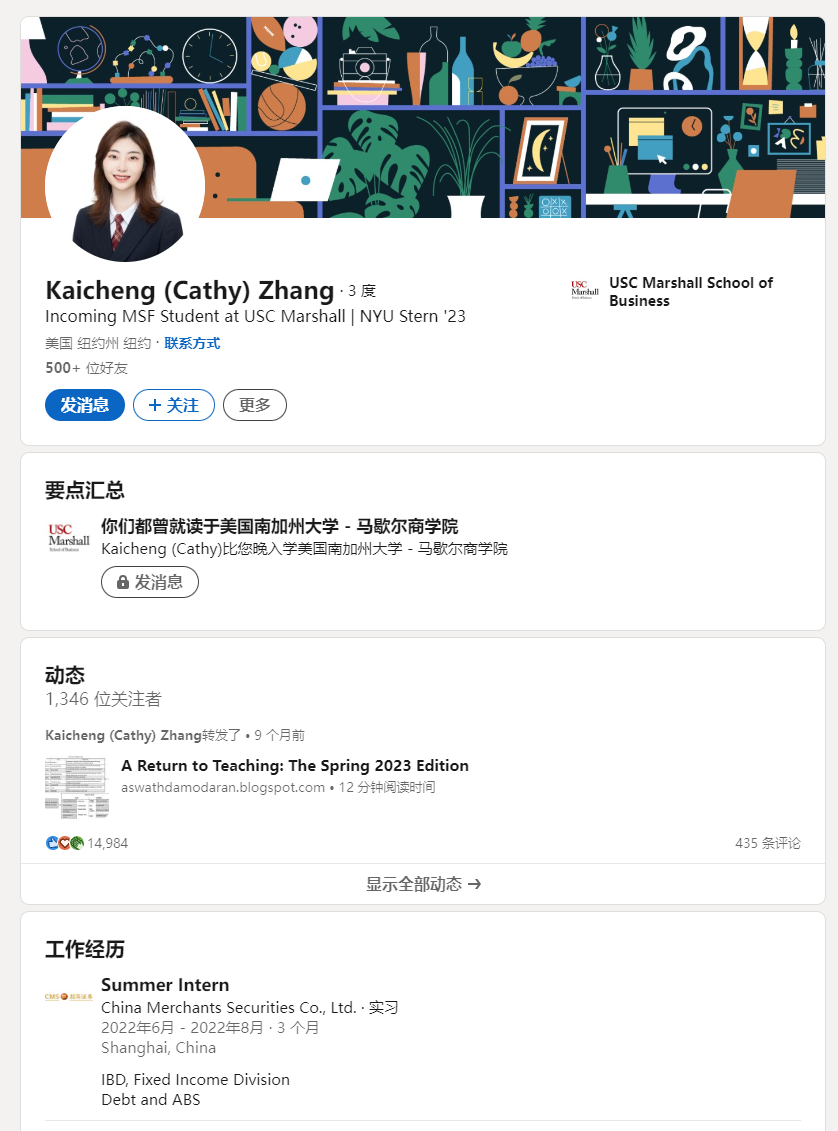 Kaicheng (Cathy) Zhang · 3 度
Incoming MSF Student at USC Marshall | NYU Stern '23
美国 纽约州 纽约 · 联系方式
500+ 位好友
发消息
+ 关注
更多
USC
Marshall
USC Marshall School of
Business
要点汇总
USC
Marshall
School of Business
你们都曾就读于美国南加州大学 - 马歇尔商学院
Kaicheng (Cathy)比您晚入学美国南加州大学 - 马歇尔商学院
发消息
动态
1,346 位关注者
Kaicheng (Cathy) Zhang转发了 • 9 个月前
A Return to Teaching: The Spring 2023 Edition
aswathdamodaran.blogspot.com • 12 分钟阅读时间
14,984
435 条评论
显示全部动态 →
工作经历
CMS 招商证券
Summer Intern
China Merchants Securities Co., Ltd. · 实习
2022年6月 - 2022年8月 · 3 个月
Shanghai, China
IBD, Fixed Income Division
Debt and ABS